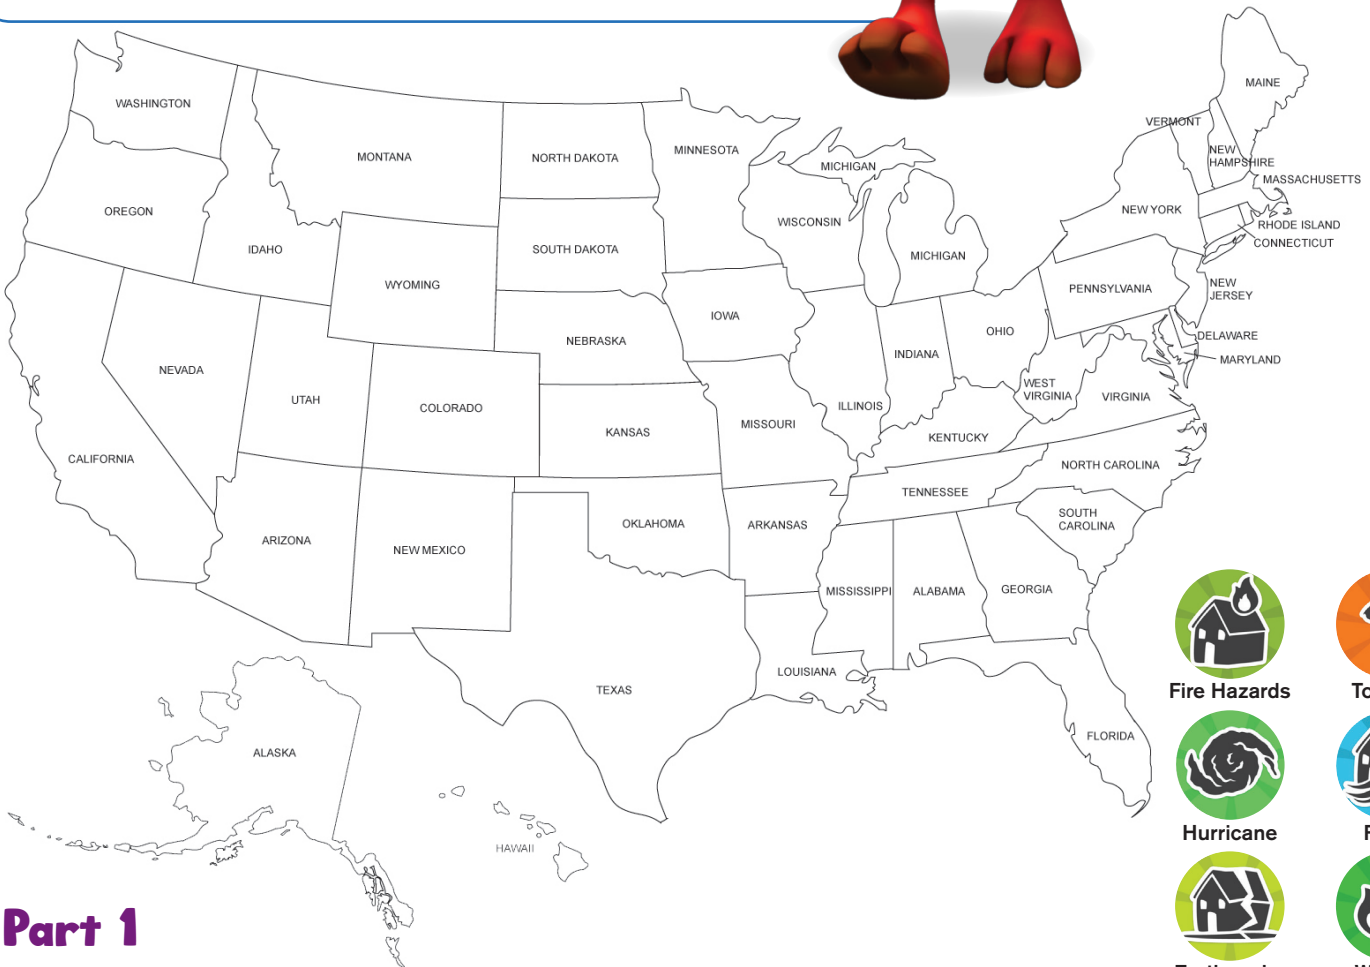 MAINE
WASHINGTON
VERMONT
MONTANA
NORTH DAKOTA
MINNESOTA
MICHIGAN
NEW
HAMPSHIRE
MASSACHUSETTS
OREGON
NEW YORK
WISCONSIN
RHODE ISLAND
CONNECTICUT
IDAHO
SOUTH DAKOTA
MICHIGAN
WYOMING
PENNSYLVANIA
NEW
JERSEY
IOWA
OHIO
DELAWARE
NEBRASKA
INDIANA
MARYLAND
NEVADA
WEST
VIRGINIA
VIRGINIA
UTAH
COLORADO
ILLINOIS
MISSOURI
KANSAS
KENTUCKY
CALIFORNIA
NORTH CAROLINA
TENNESSEE
SOUTH
CAROLINA
OKLAHOMA
ARKANSAS
ARIZONA
NEW MEXICO
MISSISSIPPI
ALABAMA
GEORGIA
LOUISIANA
TEXAS
Fire Hazards
FLORIDA
ALASKA
Hurricane
HAWAII
Part 1